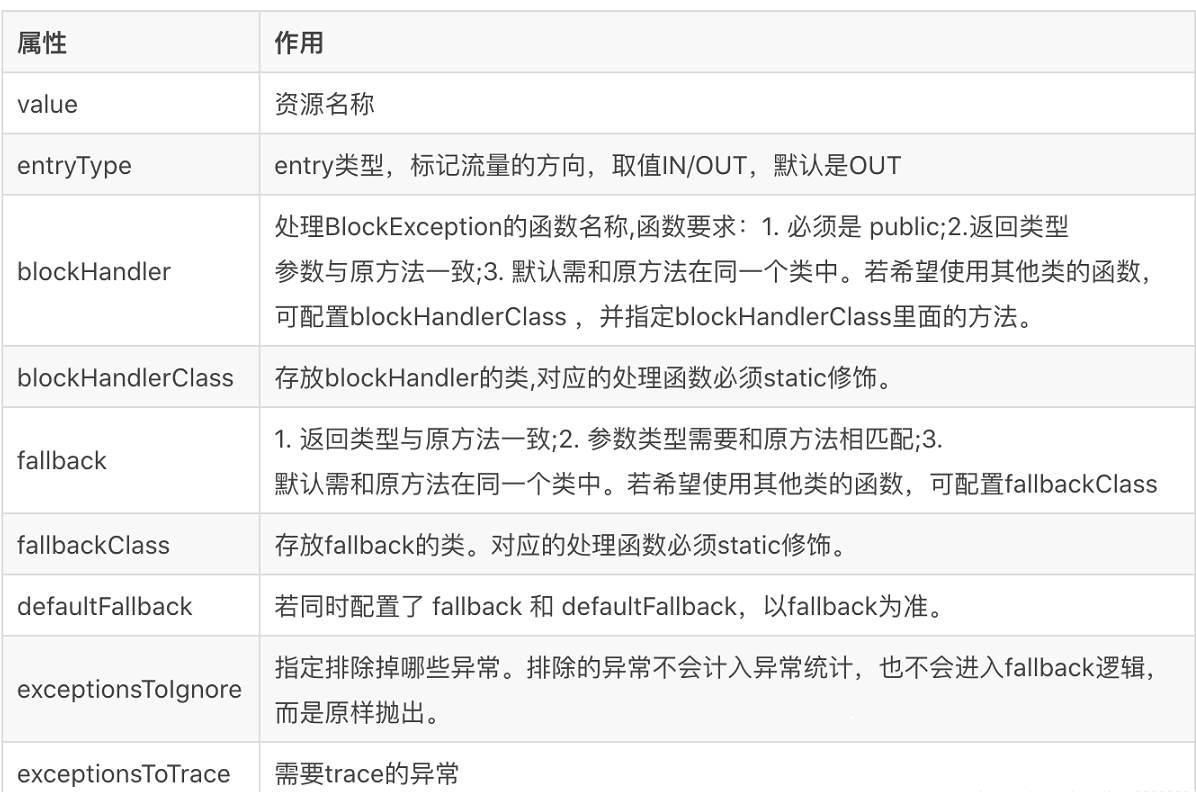 属性 作用
value 资源名称
entryType entry类型，标记流量的方向，取值IN/OUT，默认是OUT
blockHandler
处理BlockException的函数名称,函数要求：1. 必须是 public;2.返回类型
参数与原方法一致;3. 默认需和原方法在同一个类中。若希望使用其他类的函数，
可配置blockHandlerClass ，并指定blockHandlerClass里面的方法。
blockHandlerClass 存放blockHandler的类,对应的处理函数必须static修饰。
fallback
1. 返回类型与原方法一致;2. 参数类型需要和原方法相匹配;3.
默认需和原方法在同一个类中。若希望使用其他类的函数，可配置fallbackClass
fallbackClass 存放fallback的类。对应的处理函数必须static修饰。
defaultFallback 若同时配置了 fallback 和 defaultFallback，以fallback为准。
exceptionsToIgnore
指定排除掉哪些异常。排除的异常不会计入异常统计，也不会进入fallback逻辑，
而是原样抛出。
exceptionsToTrace 需要trace的异常